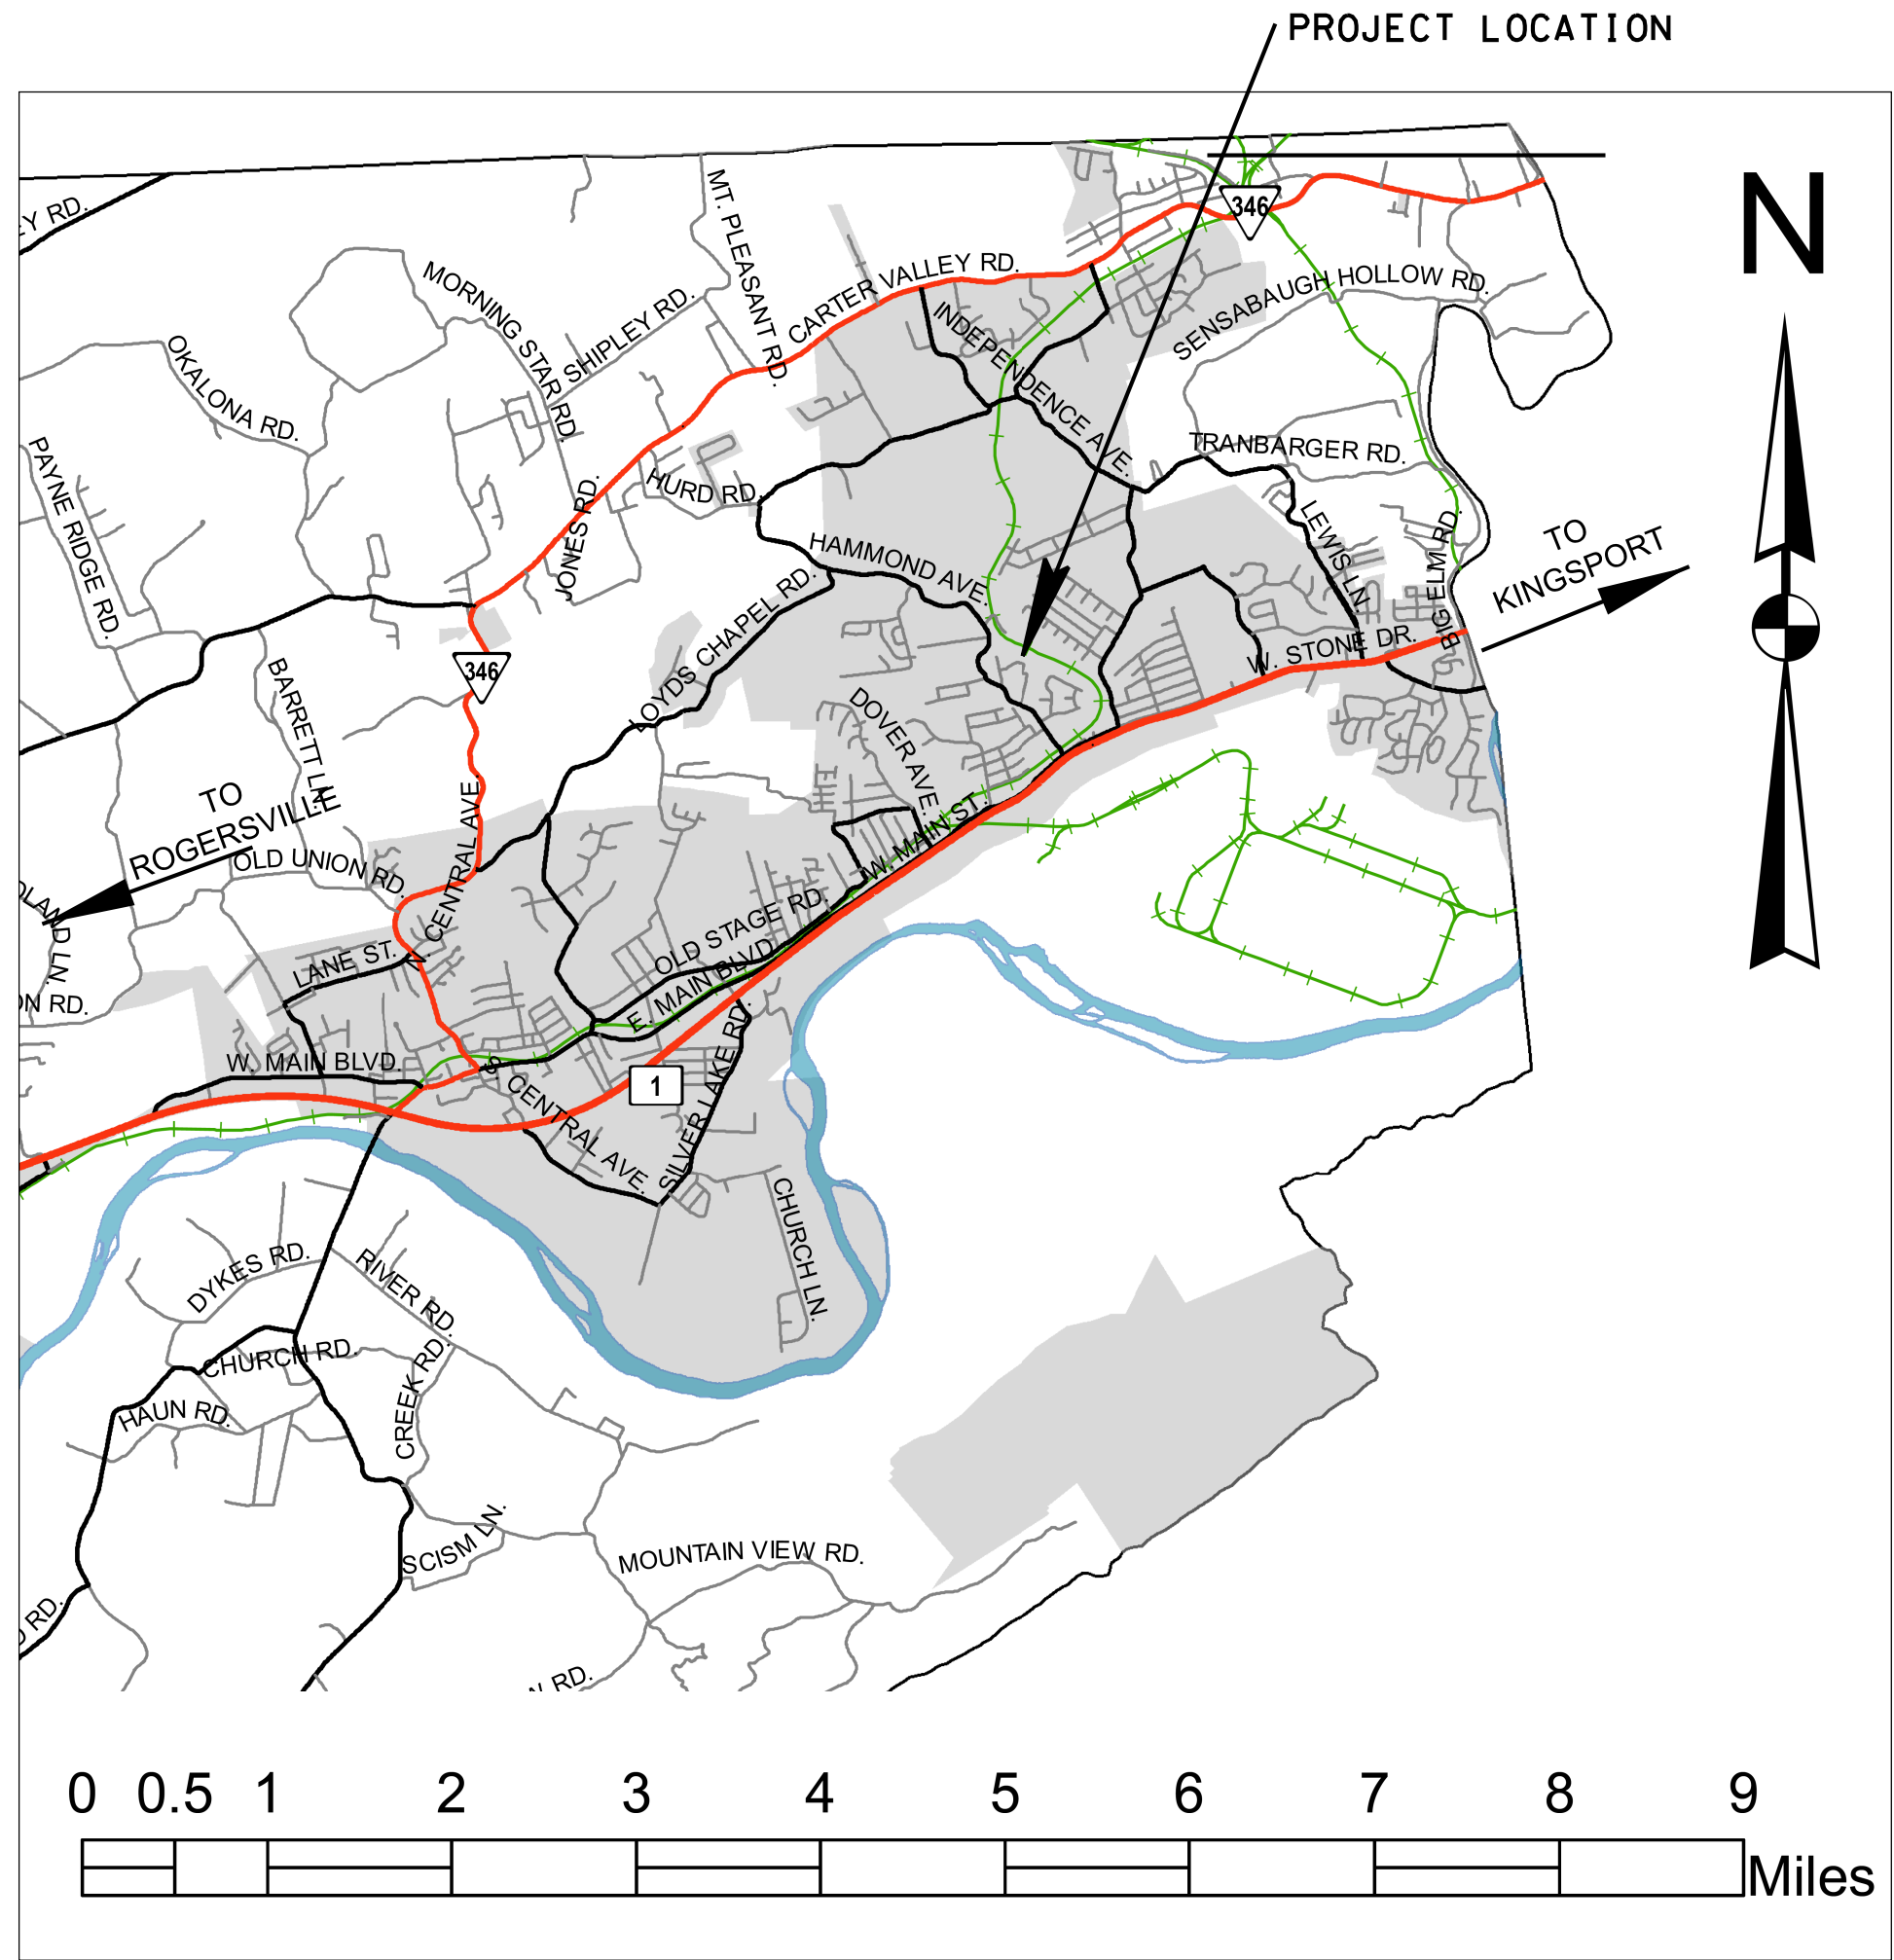 PROJECT LOCATION
N
EY RD.
MT. PLEASANT RD.
346
CARTER VALLEY RD.
MORNING STAR RD.
SHIPLEY RD.
SENSABAUGH HOLLOW RD.
INDEPENDENCE AVE.
OKALONA RD.
PAYNE RIDGE RD.
TRANBARGER RD.
HURD RD.
JONES RD.
LEWIS LN.
BIG ELM RD.
TO
KINGSPORT
HAMMOND AVE.
LOYDS CHAPEL RD.
W. STONE DR.
346
BARRETT LN.
DOVER AVE.
TO
ROGERSVILLE
N. CENTRAL AVE.
W. MAIN ST.
OLD UNION RD.
LAND LN.
OLD STAGE RD.
LANE ST.
E. MAIN BLVD.
ON RD.
W. MAIN BLVD.
S. CENTRAL AVE.
1
SILVER LAKE RD.
CHURCH LN.
DYKES RD.
RIVER RD.
CHURCH RD.
CREEK RD.
HAUN RD.
SCISM LN.
MOUNTAIN VIEW RD.
D RD.
N RD.
0 0.5 1 2 3 4 5 6 7 8 9
Miles